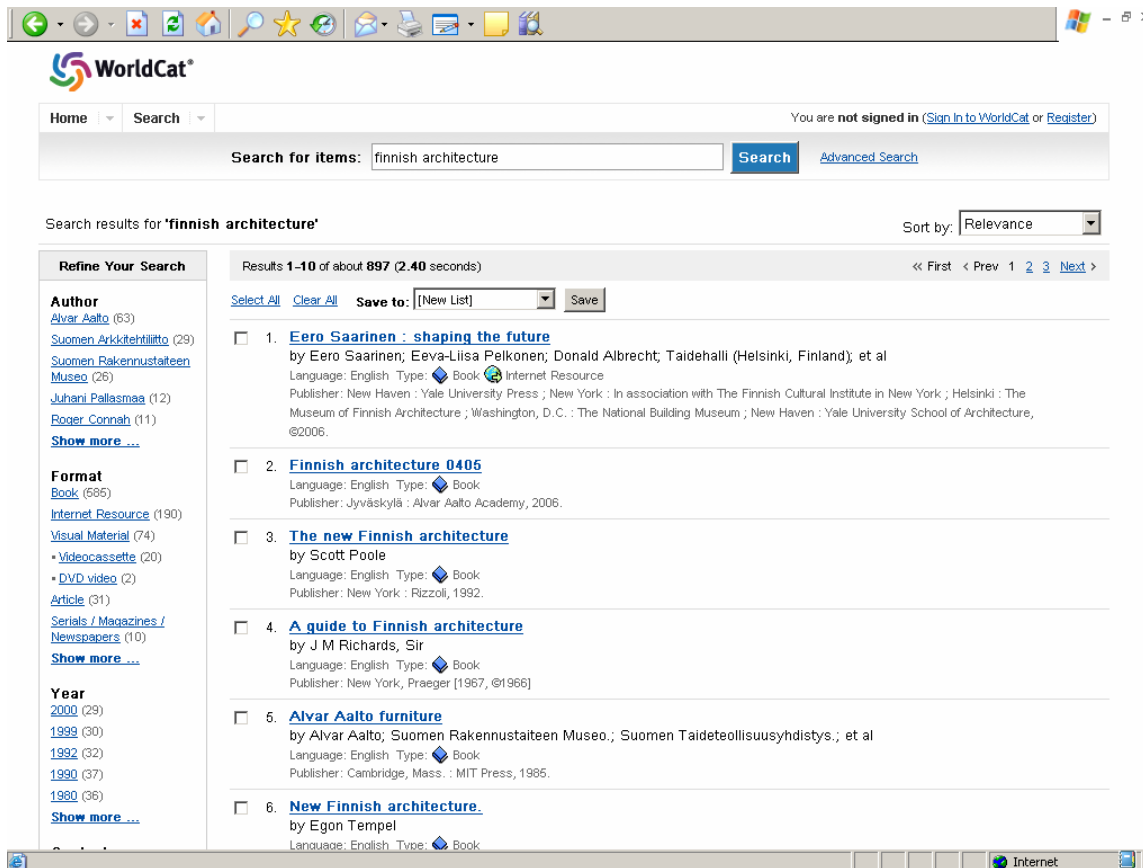 WorldCat®
Home Search You are not signed in (Sign In to WorldCat or Register)
Search for items: finnish architecture Search Advanced Search
Search results for 'finnish architecture' Sort by: Relevance
Refine Your Search
Author
Alvar Aalto (63)
Suomen Arkkitehtiliitto (29)
Suomen Rakennustaiteen
Museo (26)
Juhani Pallasmaa (12)
Roger Connah (11)
Show more ...
Format
Book (585)
Internet Resource (190)
Visual Material (74)
▪ Videocassette (20)
▪ DVD video (2)
Article (31)
Serials / Magazines /
Newspapers (10)
Show more ...
Year
2000 (29)
1999 (30)
1992 (32)
1990 (37)
1980 (36)
Show more ...
Results 1-10 of about 897 (2.40 seconds) « First < Prev 1 2 3 Next >
Select All Clear All Save to: [New List] Save
1. Eero Saarinen : shaping the future
by Eero Saarinen; Eeva-Liisa Pelkonen; Donald Albrecht; Taidehalli (Helsinki, Finland); et al
Language: English Type: Book Internet Resource
Publisher: New Haven : Yale University Press ; New York : In association with The Finnish Cultural Institute in New York ; Helsinki : The
Museum of Finnish Architecture ; Washington, D.C. : The National Building Museum ; New Haven : Yale University School of Architecture,
©2006.
2. Finnish architecture 0405
Language: English Type: Book
Publisher: Jyväskylä : Alvar Aalto Academy, 2006.
3. The new Finnish architecture
by Scott Poole
Language: English Type: Book
Publisher: New York : Rizzoli, 1992.
4. A guide to Finnish architecture
by J M Richards, Sir
Language: English Type: Book
Publisher: New York, Praeger [1967, ©1966]
5. Alvar Aalto furniture
by Alvar Aalto; Suomen Rakennustaiteen Museo.; Suomen Taideteollisuusyhdistys.; et al
Language: English Type: Book
Publisher: Cambridge, Mass. : MIT Press, 1985.
6. New Finnish architecture.
by Egon Tempel
Language: English Type: Book
Internet